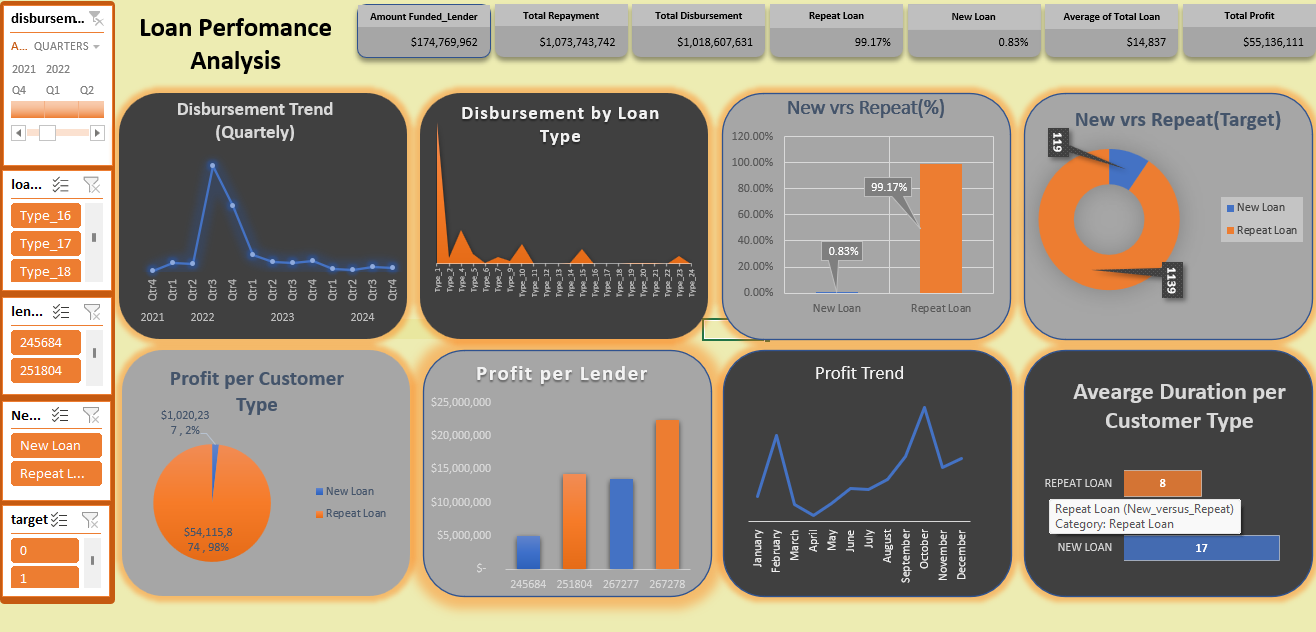 disbursem...
A... QUARTERS
2021 2022
Q4 Q1 Q2
loa...
Type_16
Type_17
Type_18
len...
245684
251804
Ne...
New Loan
Repeat L...
target
0
1
Loan Perfomance
Analysis
Amount Funded_Lender
$174,769,962
Total Repayment
$1,073,743,742
Total Disbursement
$1,018,607,631
Repeat Loan
99.17%
New Loan
0.83%
Average of Total Loan
$14,837
Total Profit
$55,136,111
Disbursement Trend
(Quartely)
Qtr4 Qtr1 Qtr2 Qtr3 Qtr4 Qtr1 Qtr2 Qtr3 Qtr4 Qtr1 Qtr2 Qtr3 Qtr4
2021 2022 2023 2024
Disbursement by Loan
Type
Type_1 Type_2 Type_4 Type_5 Type_6 Type_7 Type_9 Type_10 Type_11 Type_12 Type_13 Type_14 Type_15 Type_16 Type_17 Type_18 Type_19 Type_20 Type_21 Type_22 Type_23 Type_24
New vrs Repeat(%)
120.00%
100.00%
80.00%
60.00%
40.00%
20.00%
0.00%
99.17%
0.83%
New Loan Repeat Loan
New vrs Repeat(Target)
119
1139
New Loan
Repeat Loan
Profit per Customer
Type
$1,020,23
7 , 2%
$54,115,8
74 , 98%
New Loan
Repeat Loan
Profit per Lender
$25,000,000
$20,000,000
$15,000,000
$10,000,000
$5,000,000
$-
245684 251804 267277 267278
Profit Trend
January February March April May June July August September October November December
Avearge Duration per
Customer Type
REPEAT LOAN 8
Repeat Loan (New_versus_Repeat)
Category: Repeat Loan
NEW LOAN 17